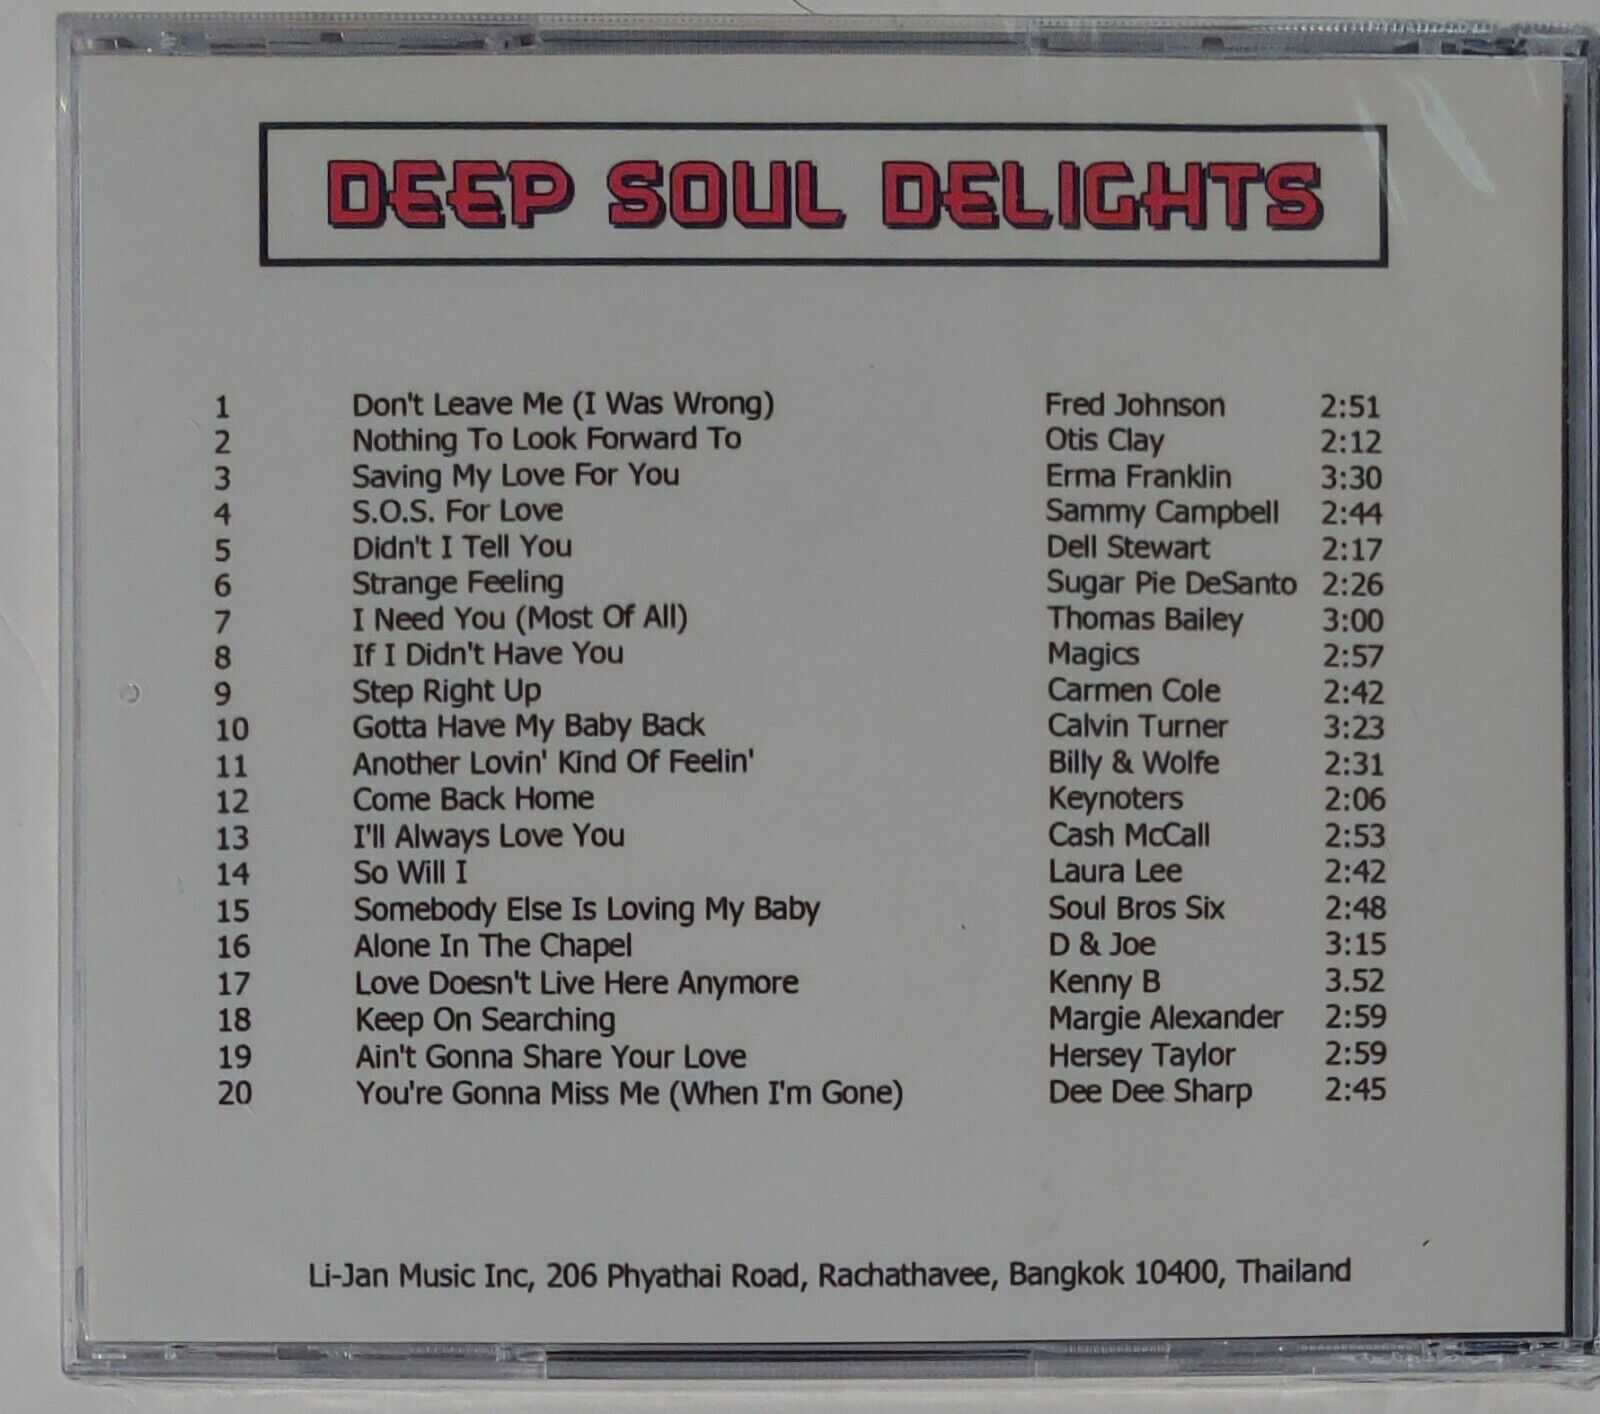 DEEP SOUL DELIGHTS
1 Don't Leave Me (I Was Wrong) Fred Johnson 2:51
2 Nothing To Look Forward To Otis Clay 2:12
3 Saving My Love For You Erma Franklin 3:30
4 S.O.S. For Love Sammy Campbell 2:44
5 Didn't I Tell You Dell Stewart 2:17
6 Strange Feeling Sugar Pie DeSanto 2:26
7 I Need You (Most Of All) Thomas Bailey 3:00
8 If I Didn't Have You Magics 2:57
9 Step Right Up Carmen Cole 2:42
10 Gotta Have My Baby Back Calvin Turner 3:23
11 Another Lovin' Kind Of Feelin' Billy & Wolfe 2:31
12 Come Back Home Keynoters 2:06
13 I'll Always Love You Cash McCall 2:53
14 So Will I Laura Lee 2:42
15 Somebody Else Is Loving My Baby Soul Bros Six 2:48
16 Alone In The Chapel D & Joe 3:15
17 Love Doesn't Live Here Anymore Kenny B 3.52
18 Keep On Searching Margie Alexander 2:59
19 Ain't Gonna Share Your Love Hersey Taylor 2:59
20 You're Gonna Miss Me (When I'm Gone) Dee Dee Sharp 2:45
Li-Jan Music Inc, 206 Phyathai Road, Rachathavee, Bangkok 10400, Thailand